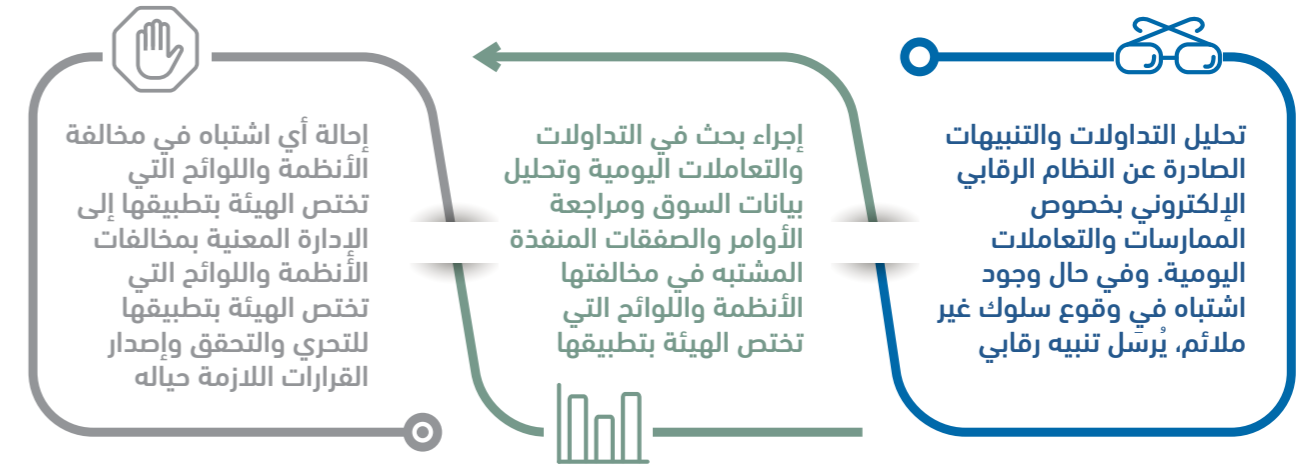 تحليل التداولات والتنبيهات
الصادرة عن النظام الرقابي
الإلكتروني بخصوص
الممارسات والتعاملات
اليومية. وفي حال وجود
اشتباه في وقوع سلوك غير
ملائم، يُرسَل تنبيه رقابي
إجراء بحث في التداولات
والتعاملات اليومية وتحليل
بيانات السوق ومراجعة
الأوامر والصفقات المنفذة
المشتبه في مخالفتها
الأنظمة واللوائح التي
تختص الهيئة بتطبيقها
إحالة أي اشتباه في مخالفة
الأنظمة واللوائح التي
تختص الهيئة بتطبيقها إلى
الإدارة المعنية بمخالفات
الأنظمة واللوائح التي
تختص الهيئة بتطبيقها
للتحري والتحقق وإصدار
القرارات اللازمة حياله